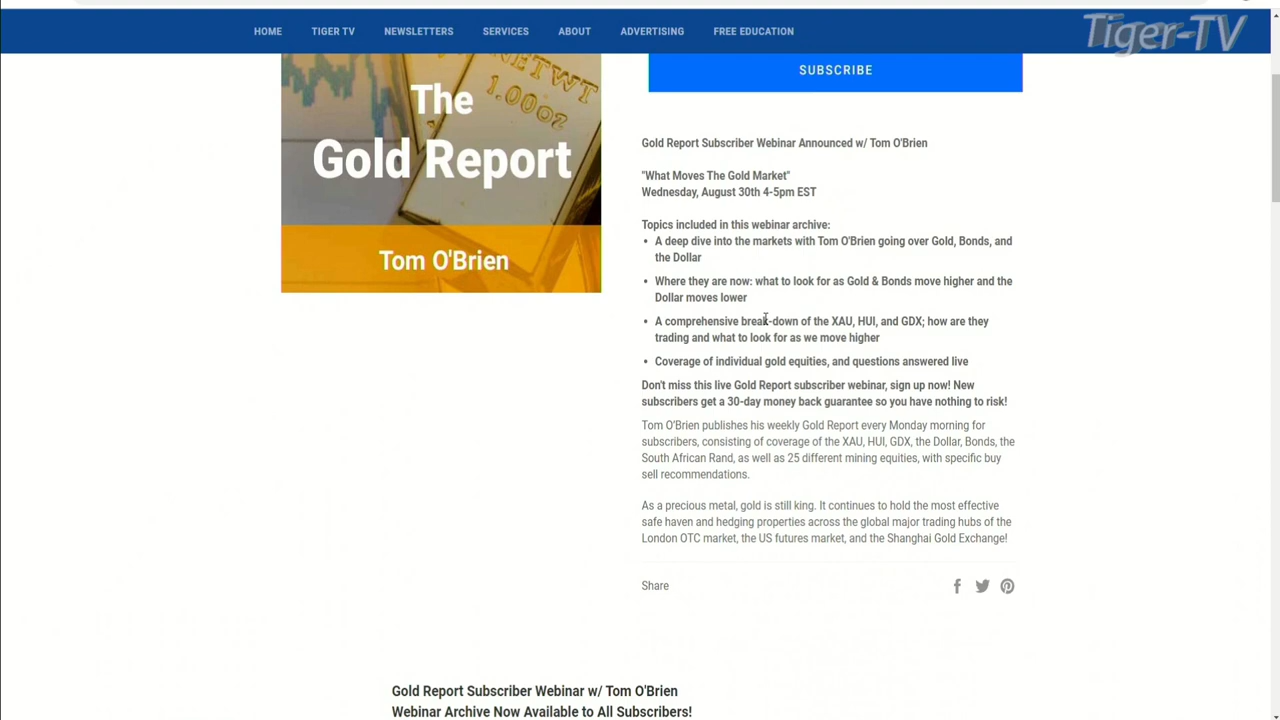 HOME TIGER TV NEWSLETTERS SERVICES ABOUT ADVERTISING FREE EDUCATION
Tiger-TV
NETWT
1.00OZ
The
Gold Report
Tom O'Brien
SUBSCRIBE
Gold Report Subscriber Webinar Announced w/ Tom O'Brien
"What Moves The Gold Market"
Wednesday, August 30th 4-5pm EST
Topics included in this webinar archive:
• A deep dive into the markets with Tom O'Brien going over Gold, Bonds, and
the Dollar
• Where they are now: what to look for as Gold & Bonds move higher and the
Dollar moves lower
• A comprehensive break-down of the XAU, HUI, and GDX; how are they
trading and what to look for as we move higher
• Coverage of individual gold equities, and questions answered live
Don't miss this live Gold Report subscriber webinar, sign up now! New
subscribers get a 30-day money back guarantee so you have nothing to risk!
Tom O'Brien publishes his weekly Gold Report every Monday morning for
subscribers, consisting of coverage of the XAU, HUI, GDX, the Dollar, Bonds, the
South African Rand, as well as 25 different mining equities, with specific buy
sell recommendations.
As a precious metal, gold is still king. It continues to hold the most effective
safe haven and hedging properties across the global major trading hubs of the
London OTC market, the US futures market, and the Shanghai Gold Exchange!
Share
Gold Report Subscriber Webinar w/ Tom O'Brien
Webinar Archive Now Available to All Subscribers!